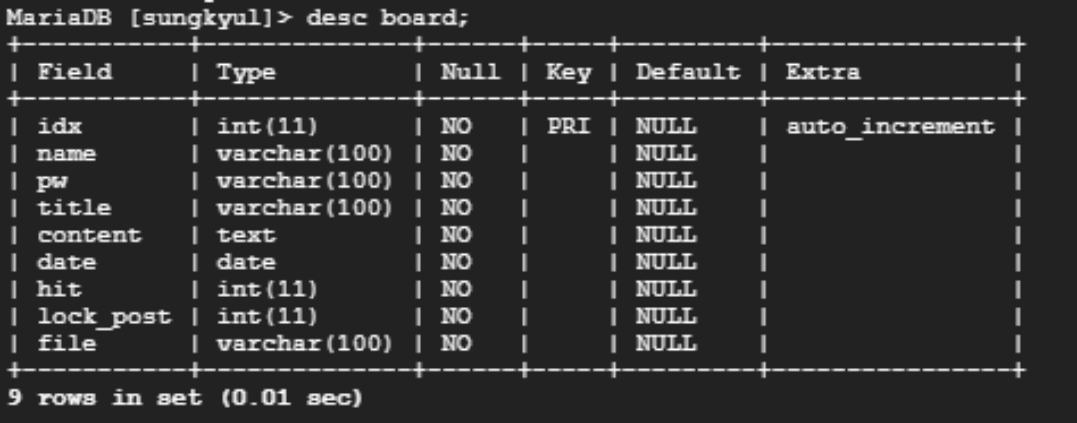 MariaDB [sungkyul]> desc board;
+-----------+--------------+------+-----+---------+----------------+
| Field     | Type         | Null | Key | Default | Extra          |
+-----------+--------------+------+-----+---------+----------------+
| idx       | int(11)      | NO   | PRI | NULL    | auto_increment |
| name      | varchar(100) | NO   |     | NULL    |                |
| pw        | varchar(100) | NO   |     | NULL    |                |
| title     | varchar(100) | NO   |     | NULL    |                |
| content   | text         | NO   |     | NULL    |                |
| date      | date         | NO   |     | NULL    |                |
| hit       | int(11)      | NO   |     | NULL    |                |
| lock_post | int(11)      | NO   |     | NULL    |                |
| file      | varchar(100) | NO   |     | NULL    |                |
+-----------+--------------+------+-----+---------+----------------+
9 rows in set (0.01 sec)